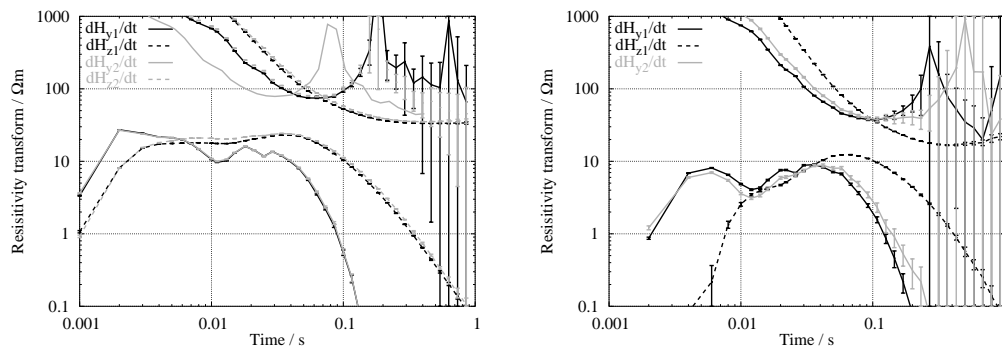 Resisitivity transform / Ωm
1000
100
10
1
0.1
dHy1/dt
dHz1/dt
dHy2/dt
dHz2/dt
0.001
0.01
0.1
1
Time / s
Resisitivity transform / Ωm
1000
100
10
1
0.1
dHy1/dt
dHz1/dt
dHy2/dt
0.001
0.01
0.1
Time / s